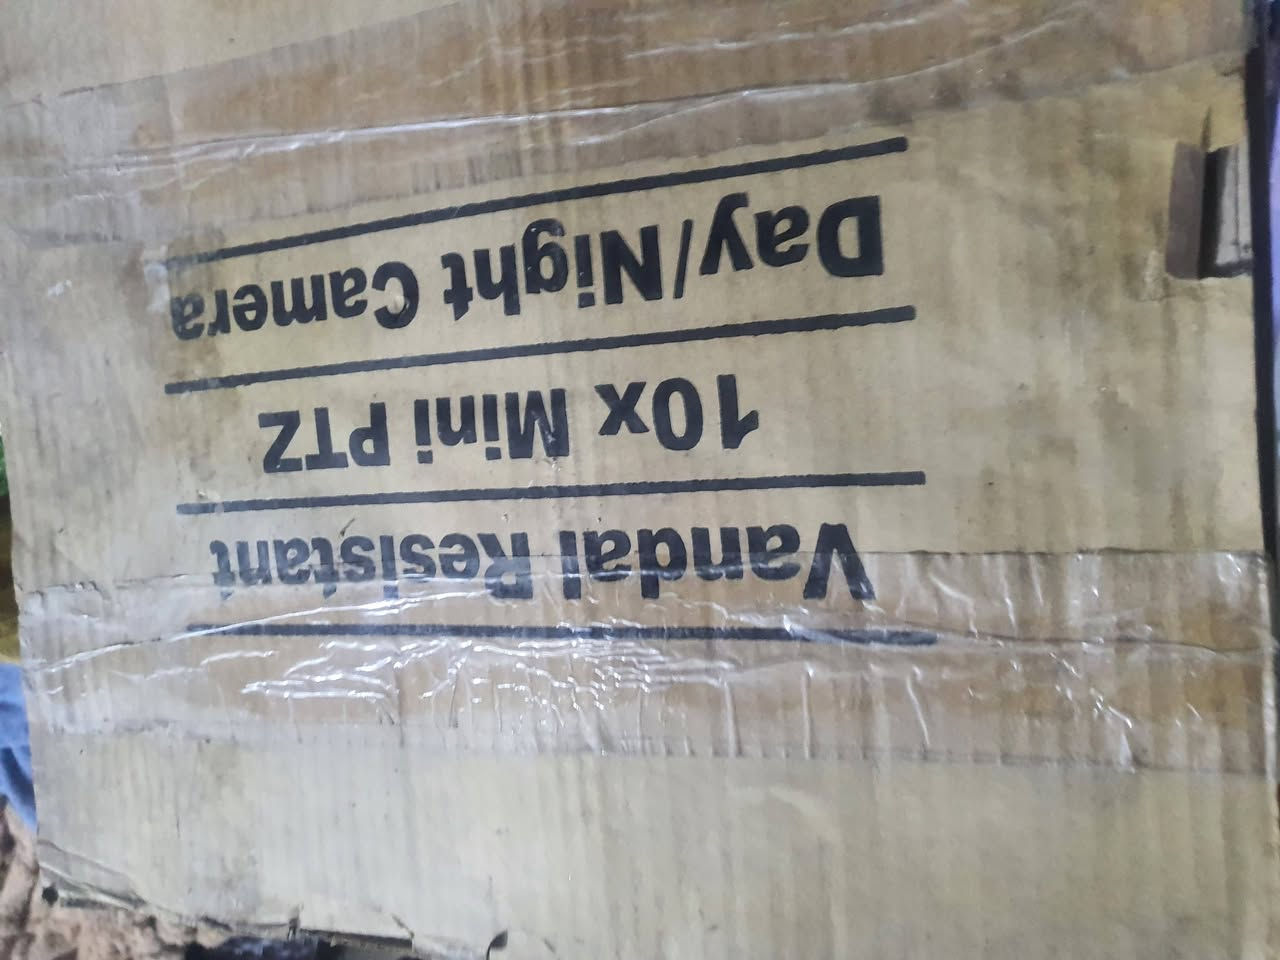 Vandal Resistant
10x Mini PTZ
Day/Night Camera